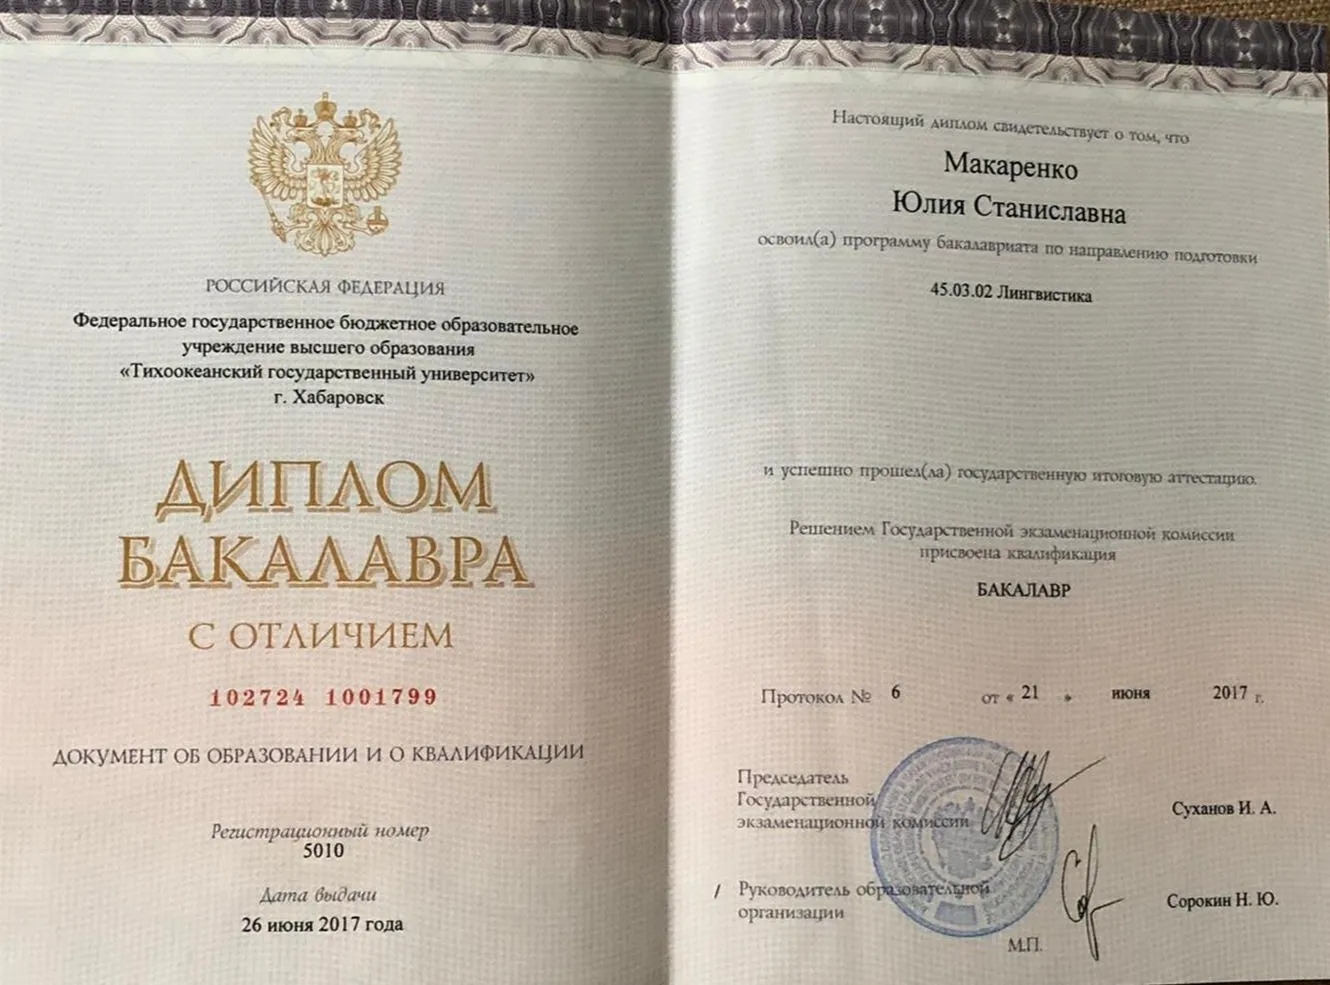 РОССИЙСКАЯ ФЕДЕРАЦИЯ
Федеральное государственное бюджетное образовательное
учреждение высшего образования
«Тихоокеанский государственный университет»
г. Хабаровск
ДИПЛОМ
БАКАЛАВРА
С ОТЛИЧИЕМ
102724 1001799
ДОКУМЕНТ ОБ ОБРАЗОВАНИИ И О КВАЛИФИКАЦИИ
Регистрационный номер
5010
Дата выдачи
26 июня 2017 года
Настоящий диплом свидетельствует о том, что
Макаренко
Юлия Станиславна
освоил(а) программу бакалавриата по направлению подготовки
45.03.02 Лингвистика
и успешно прошел(ла) государственную итоговую аттестацию.
Решением Государственной экзаменационной комиссии
присвоена квалификация
БАКАЛАВР
Протокол № 6 от « 21 » июня 2017 г.
Председатель
Государственной
экзаменационной комиссии
Суханов И. А.
/ Руководитель образовательной
организации
Сорокин Н. Ю.
М.П.